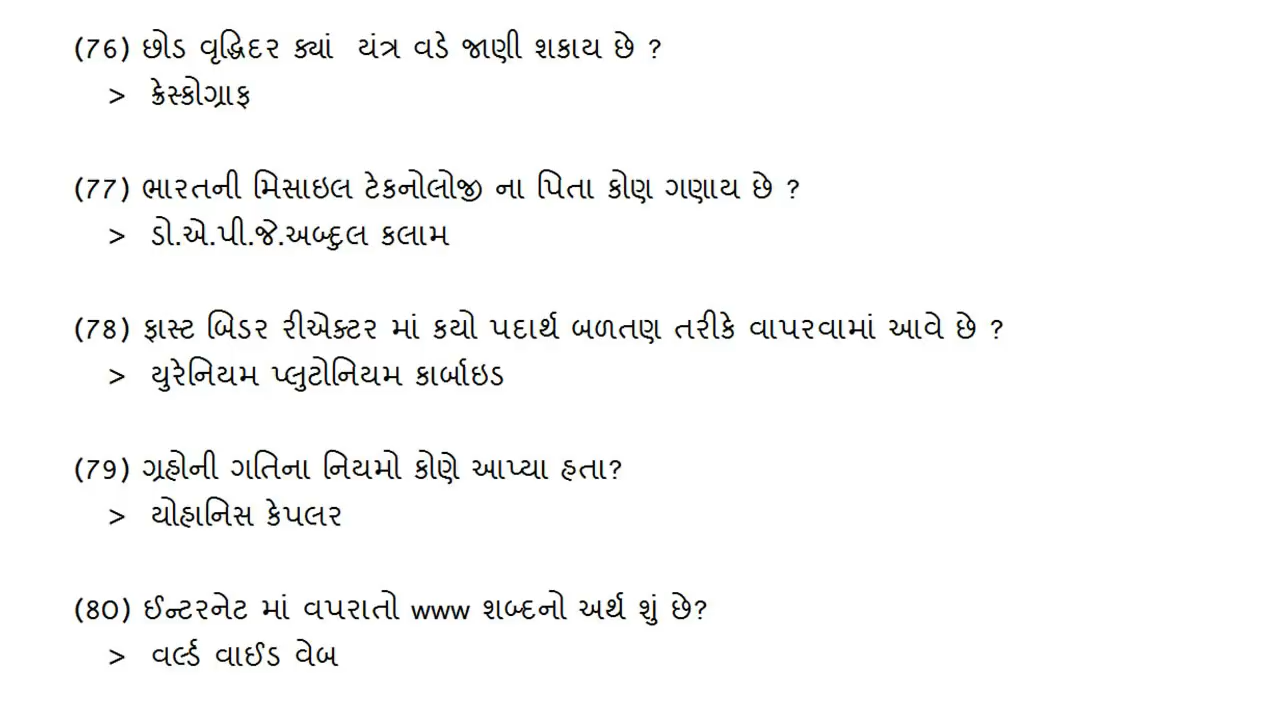 (76) છોડ વૃદ્ધિદર ક્યાં યંત્ર વડે જાણી શકાય છે ?
> ક્રેસ્કોગ્રાફ
(77) ભારતની મિસાઇલ ટેકનોલોજી ના પિતા કોણ ગણાય છે ?
> ડો.એ.પી.જે.અબ્દુલ કલામ
(78) ફાસ્ટ બિડર રીએક્ટર માં કયો પદાર્થ બળતણ તરીકે વાપરવામાં આવે છે ?
> યુરેનિયમ પ્લુટોનિયમ કાર્બાઇડ
(79) ગ્રહોની ગતિના નિયમો કોણે આપ્યા હતા?
> યોહાનિસ કેપલર
(80) ઈન્ટરનેટ માં વપરાતો www શબ્દનો અર્થ શું છે?
> વર્લ્ડ વાઈડ વેબ